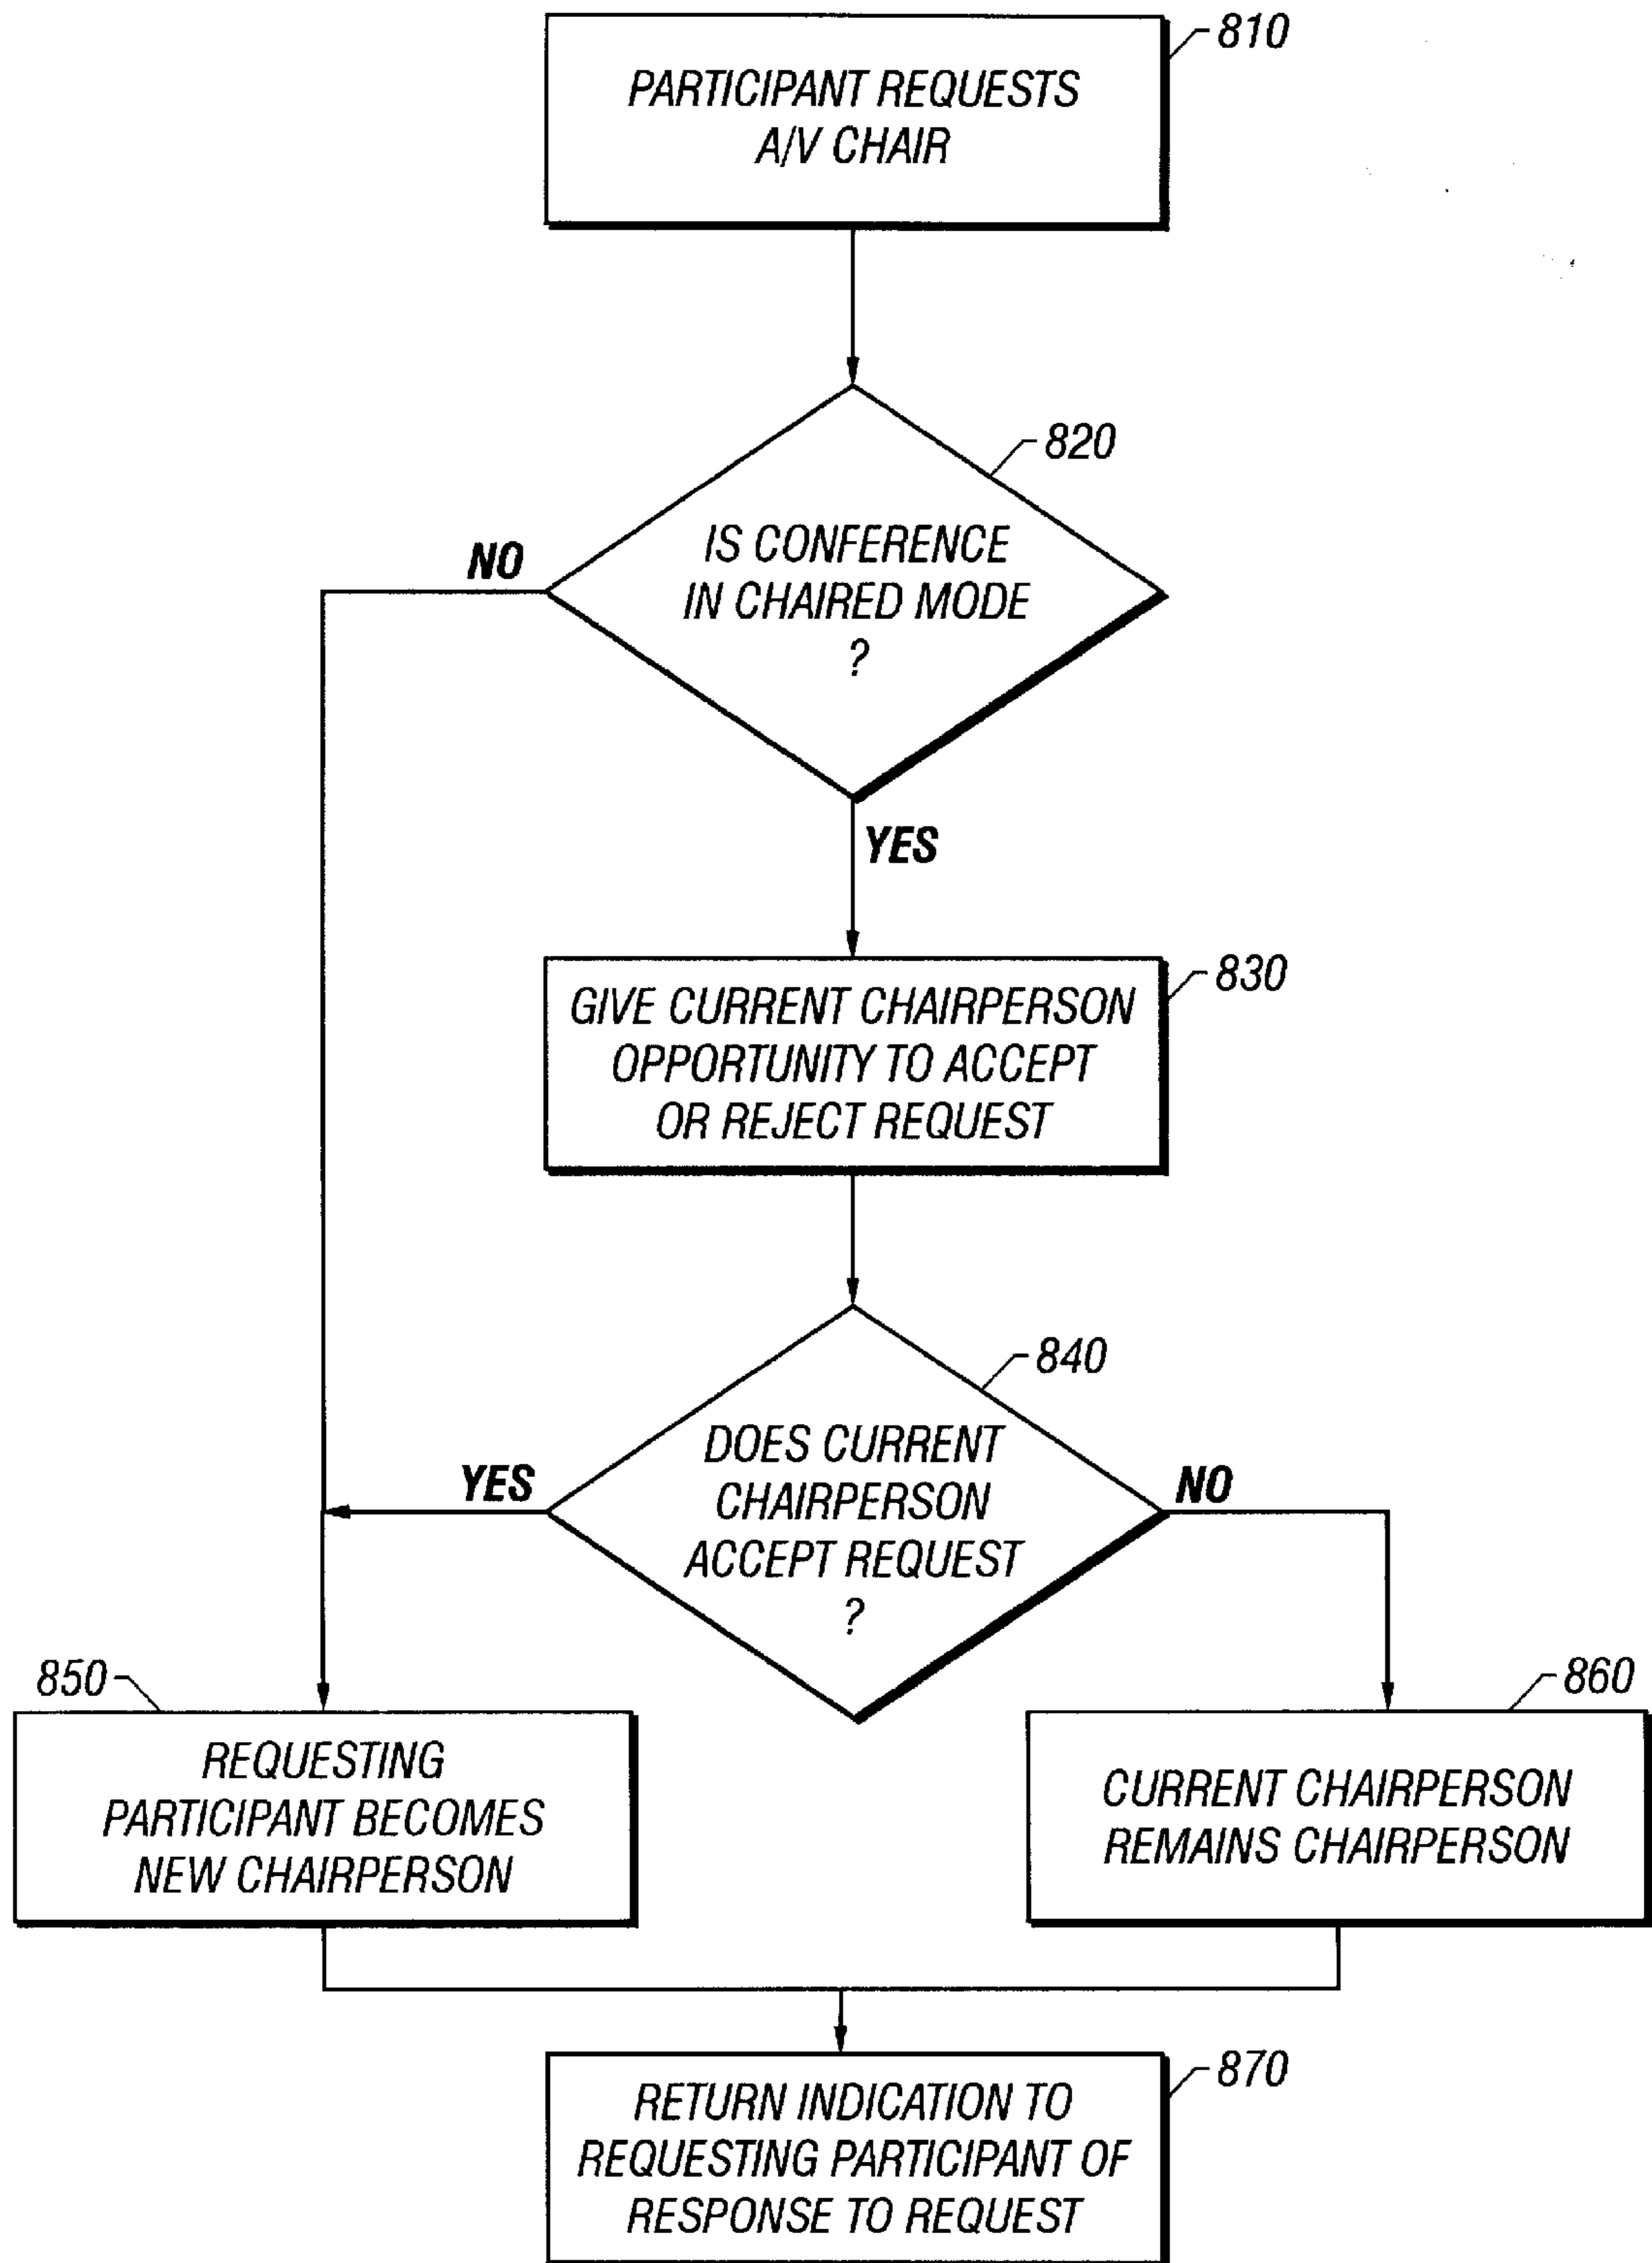 810
PARTICIPANT REQUESTS
A/V CHAIR
820
IS CONFERENCE
IN CHAIRED MODE
?
NO
YES
830
GIVE CURRENT CHAIRPERSON
OPPORTUNITY TO ACCEPT
OR REJECT REQUEST
840
DOES CURRENT
CHAIRPERSON
ACCEPT REQUEST
?
YES
NO
850
REQUESTING
PARTICIPANT BECOMES
NEW CHAIRPERSON
860
CURRENT CHAIRPERSON
REMAINS CHAIRPERSON
870
RETURN INDICATION TO
REQUESTING PARTICIPANT OF
RESPONSE TO REQUEST